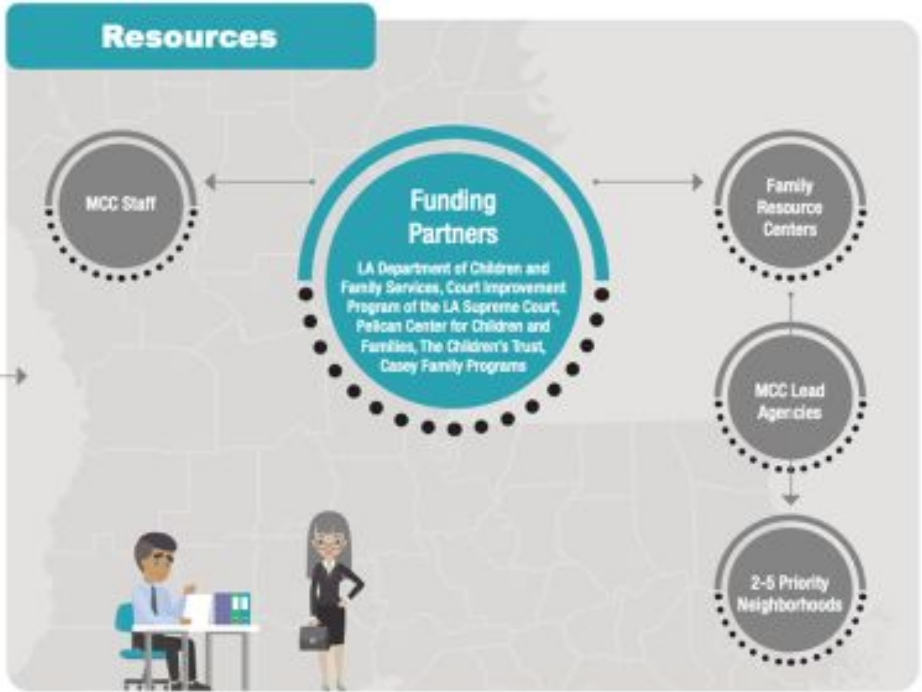 Resources
MCC Staff
Funding
Partners
LA Department of Children and
Family Services, Court Improvement
Program of the LA Supreme Court,
Pelican Center for Children and
Families, The Children's Trust,
Casey Family Programs
Family
Resource
Centers
MCC Lead
Agencies
2-5 Priority
Neighborhoods